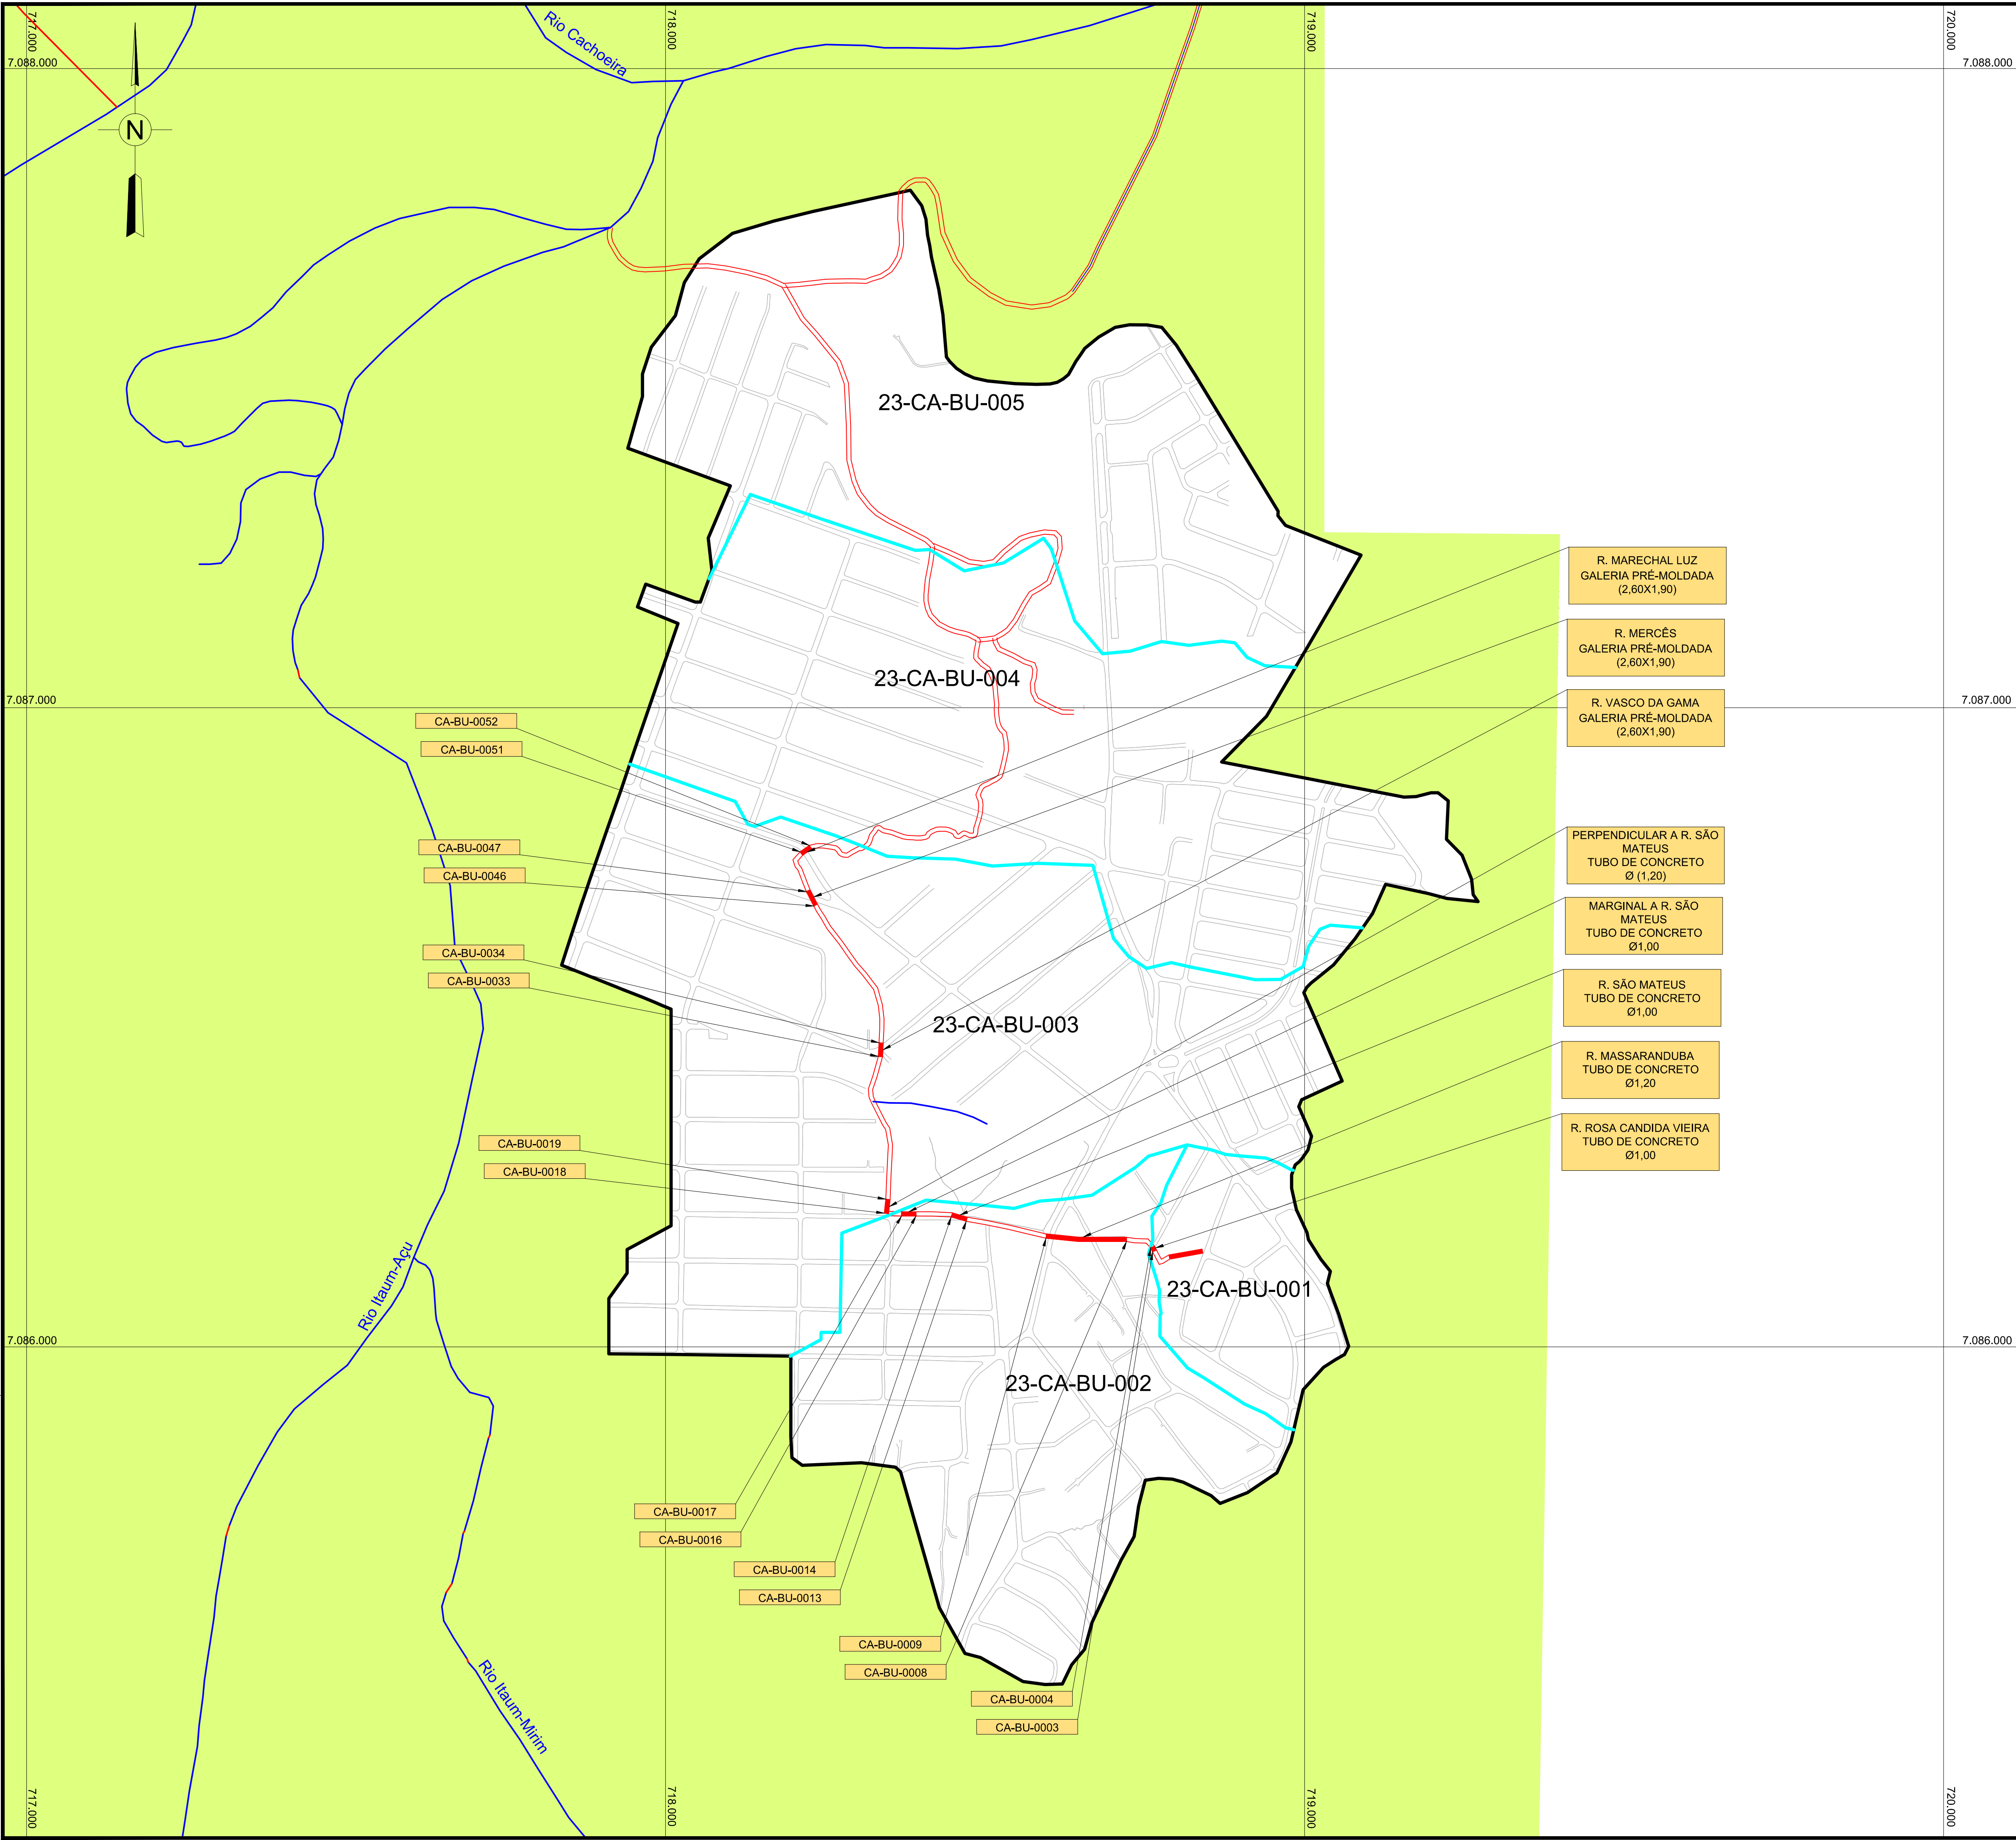 717.000
718.000
719.000
720.000
7.088.000
7.088.000
Rio Cachoeira
N
23-CA-BU-005
R. MARECHAL LUZ
GALERIA PRÉ-MOLDADA
(2,60X1,90)
R. MERCÊS
GALERIA PRÉ-MOLDADA
(2,60X1,90)
23-CA-BU-004
R. VASCO DA GAMA
GALERIA PRÉ-MOLDADA
(2,60X1,90)
7.087.000
7.087.000
CA-BU-0052
CA-BU-0051
CA-BU-0047
CA-BU-0046
PERPENDICULAR A R. SÃO
MATEUS
TUBO DE CONCRETO
Ø (1,20)
MARGINAL A R. SÃO
MATEUS
TUBO DE CONCRETO
Ø1,00
CA-BU-0034
CA-BU-0033
R. SÃO MATEUS
TUBO DE CONCRETO
Ø1,00
23-CA-BU-003
R. MASSARANDUBA
TUBO DE CONCRETO
Ø1,20
R. ROSA CANDIDA VIEIRA
TUBO DE CONCRETO
Ø1,00
CA-BU-0019
CA-BU-0018
Rio Itaum-Açu
23-CA-BU-001
7.086.000
7.086.000
23-CA-BU-002
CA-BU-0017
CA-BU-0016
CA-BU-0014
CA-BU-0013
CA-BU-0009
CA-BU-0008
CA-BU-0004
CA-BU-0003
Rio Itaum-Mirim
717.000
718.000
719.000
720.000